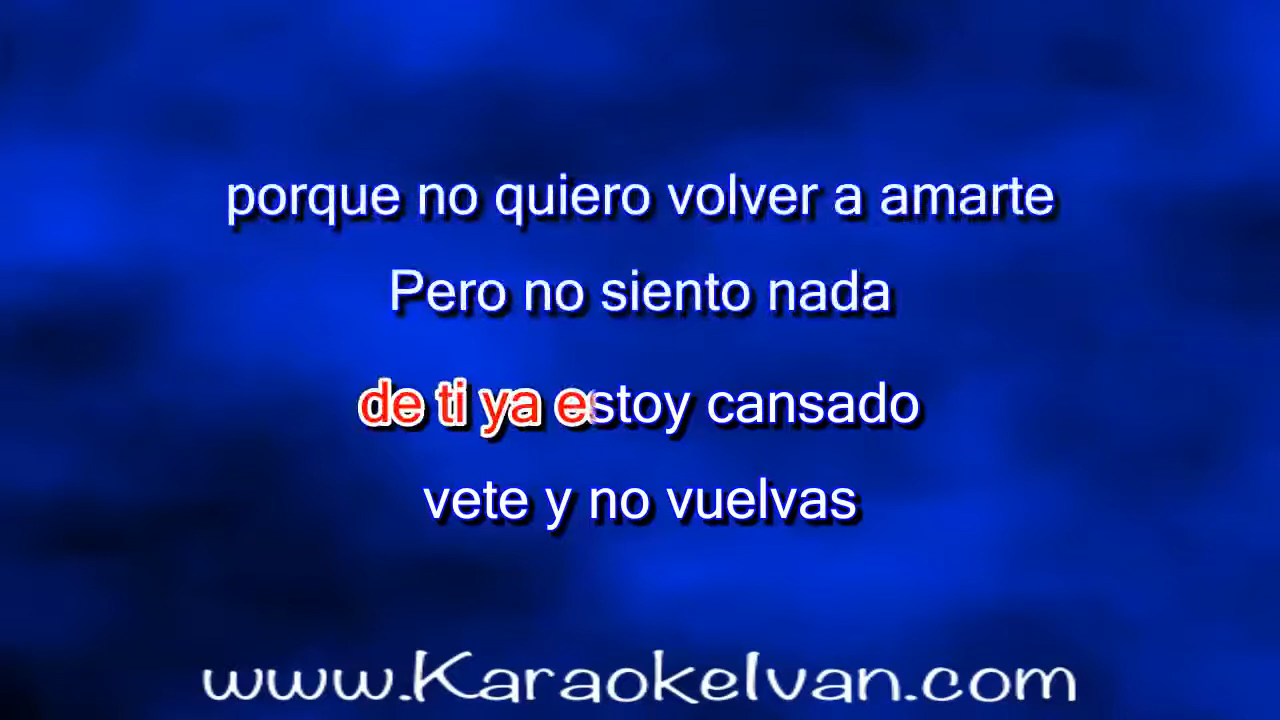 porque no quiero volver a amarte
Pero no siento nada
de ti ya estoy cansado
vete y no vuelvas
www.KaraokeIvan.com